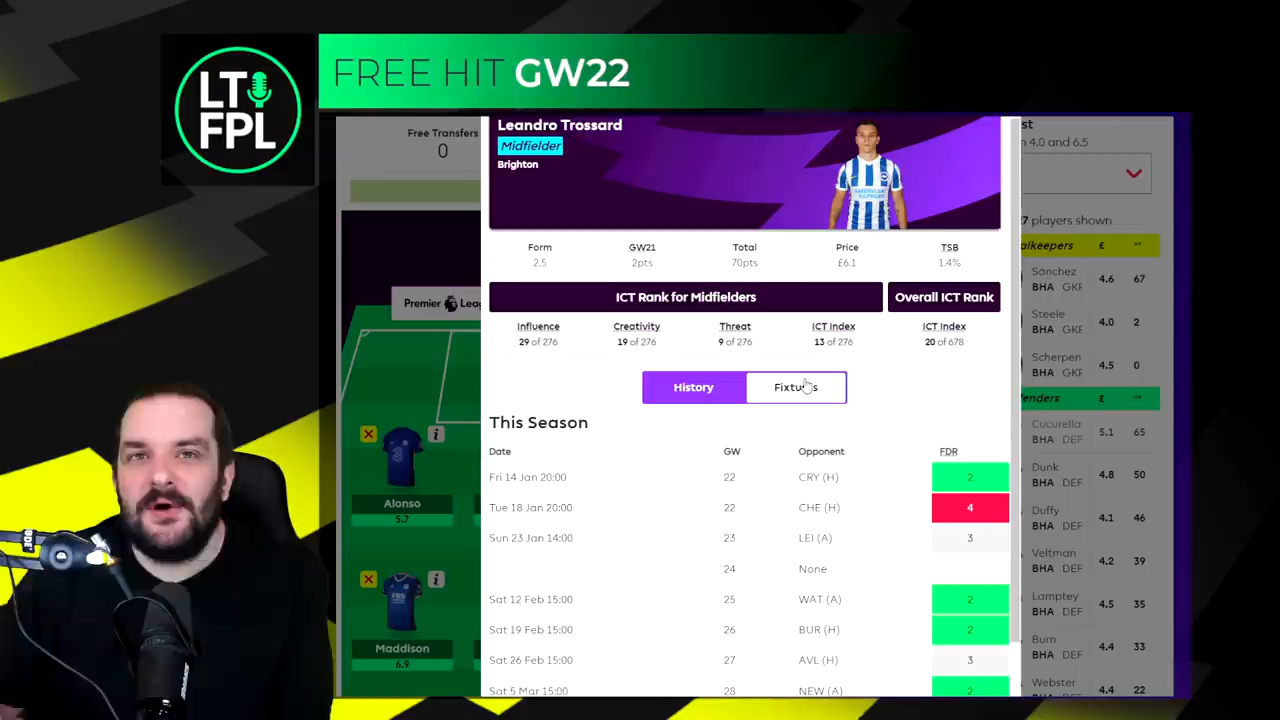 LT
FPL
FREE HIT GW22
Free Transfers
0
Leandro Trossard
Midfielder
Brighton
Form
2.5
GW21
2pts
Total
70pts
Price
£6.1
TSB
1.4%
ICT Rank for Midfielders
Overall ICT Rank
Influence
29 of 276
Creativity
19 of 276
Threat
9 of 276
ICT Index
13 of 276
ICT Index
20 of 678
History
This Season
Date GW Opponent FDR
Fri 14 Jan 20:00 22 CRY (H) 2
Tue 18 Jan 20:00 22 CHE (H) 4
Sun 23 Jan 14:00 23 LEI (A) 3
24 None
Sat 12 Feb 15:00 25 WAT (A) 2
Sat 19 Feb 15:00 26 BUR (H) 2
Sat 26 Feb 15:00 27 AVL (H) 3
Sat 5 Mar 15:00 28 NEW (A) 2
Premier
Alonso
5.7
Maddison
6.9
4.0 and 6.5
players shown
£
Sánchez
BHA GKP 4.6 67
Steele
BHA GKP 4.0 2
Scherpen
BHA GKP 4.5 0
£
Cucurella
BHA DEF 5.1 65
Dunk
BHA DEF 4.8 50
Duffy
BHA DEF 4.1 46
Veltman
BHA DEF 4.2 39
Lamptey
BHA DEF 4.5 35
Burn
BHA DEF 4.4 33
Webster
BHA DEF 4.4 22